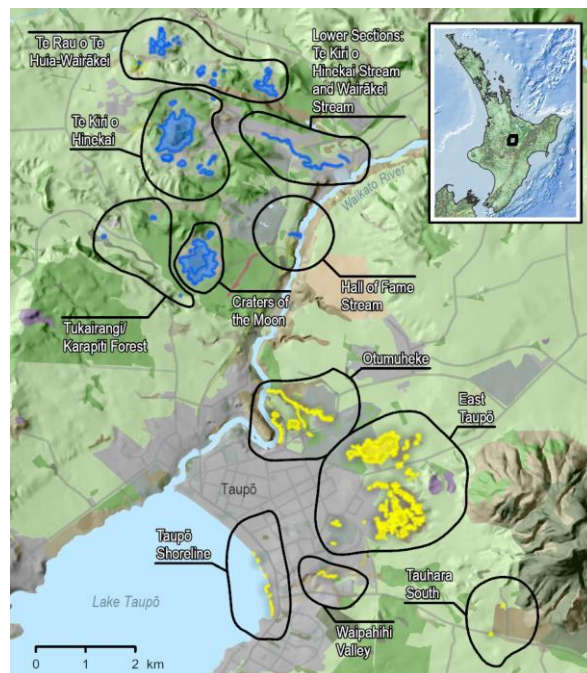 Te Rau o Te
Huia-Wairākei
Lower Sections:
Te Kiri o
Hinekai Stream
and Wairākei
Stream
Te Kiri o
Hinekai
Waikato River
Hall of Fame
Stream
Craters of
the Moon
Tukairangi/
Karapiti Forest
Otumuheke
East
Taupō
Taupō
Taupō
Shoreline
Lake Taupō
Tauhara
South
Waipahihi
Valley
0 1 2 km